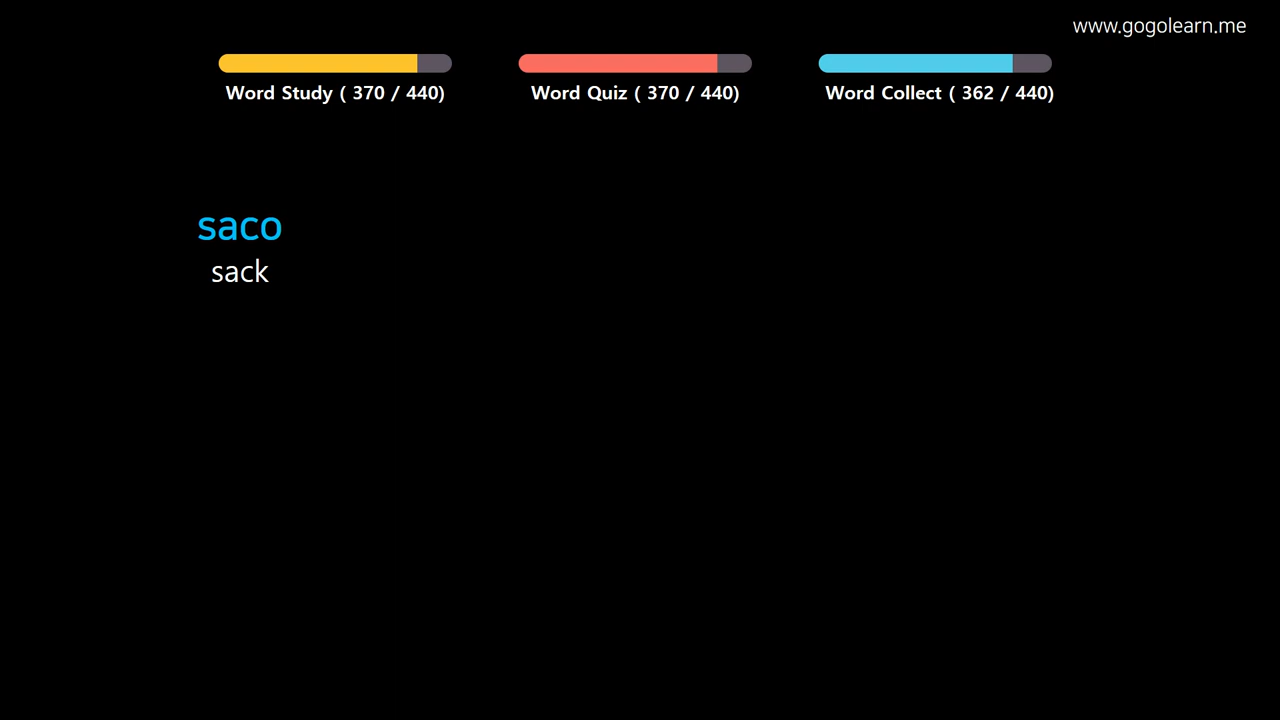 www.gogolearn.me
Word Study ( 370 / 440)
Word Quiz ( 370 / 440)
Word Collect ( 362 / 440)
saco
sack